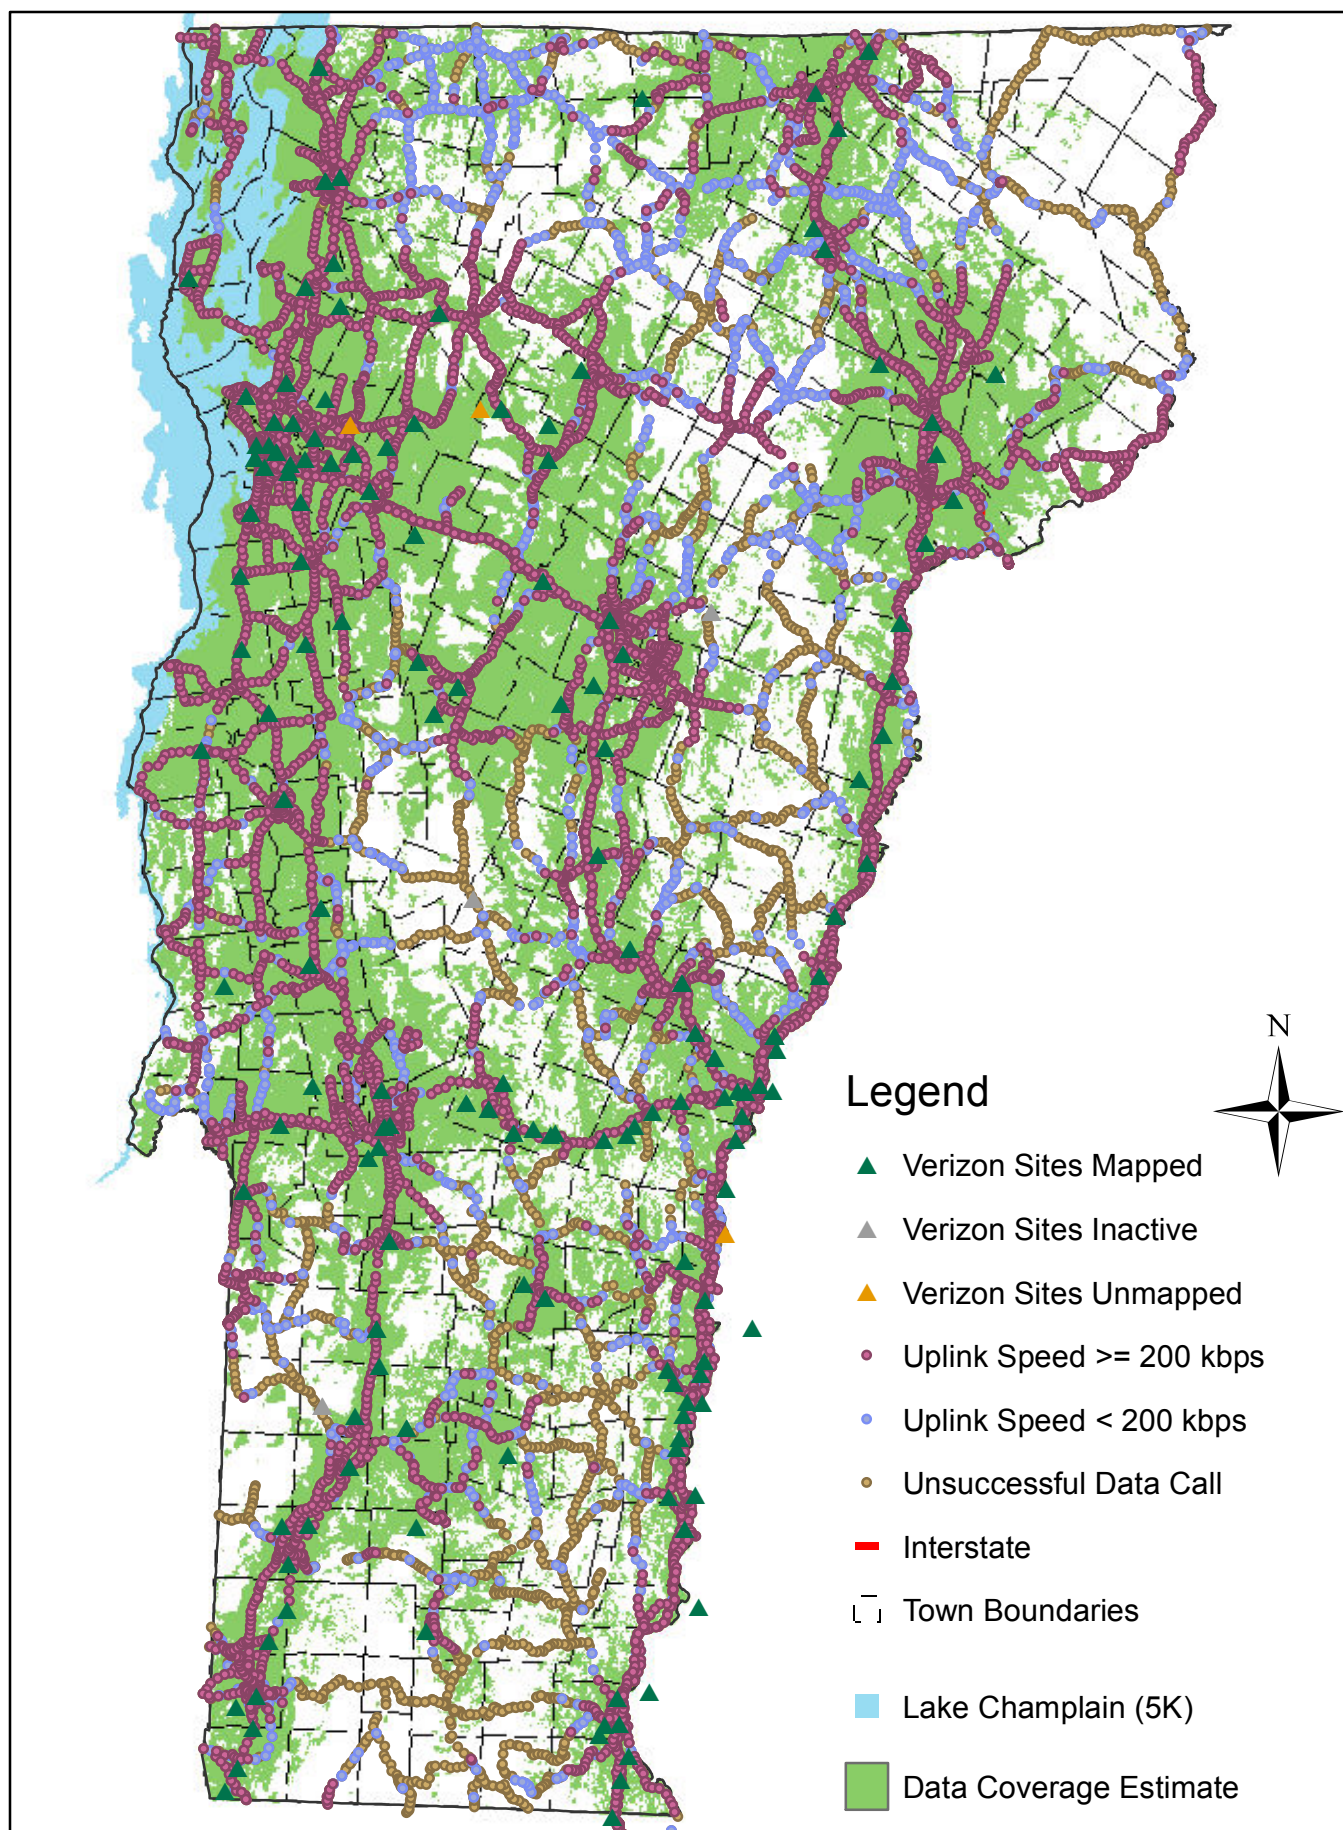 N
Legend
Verizon Sites Mapped
Verizon Sites Inactive
Verizon Sites Unmapped
Uplink Speed >= 200 kbps
Uplink Speed < 200 kbps
Unsuccessful Data Call
Interstate
Town Boundaries
Lake Champlain (5K)
Data Coverage Estimate